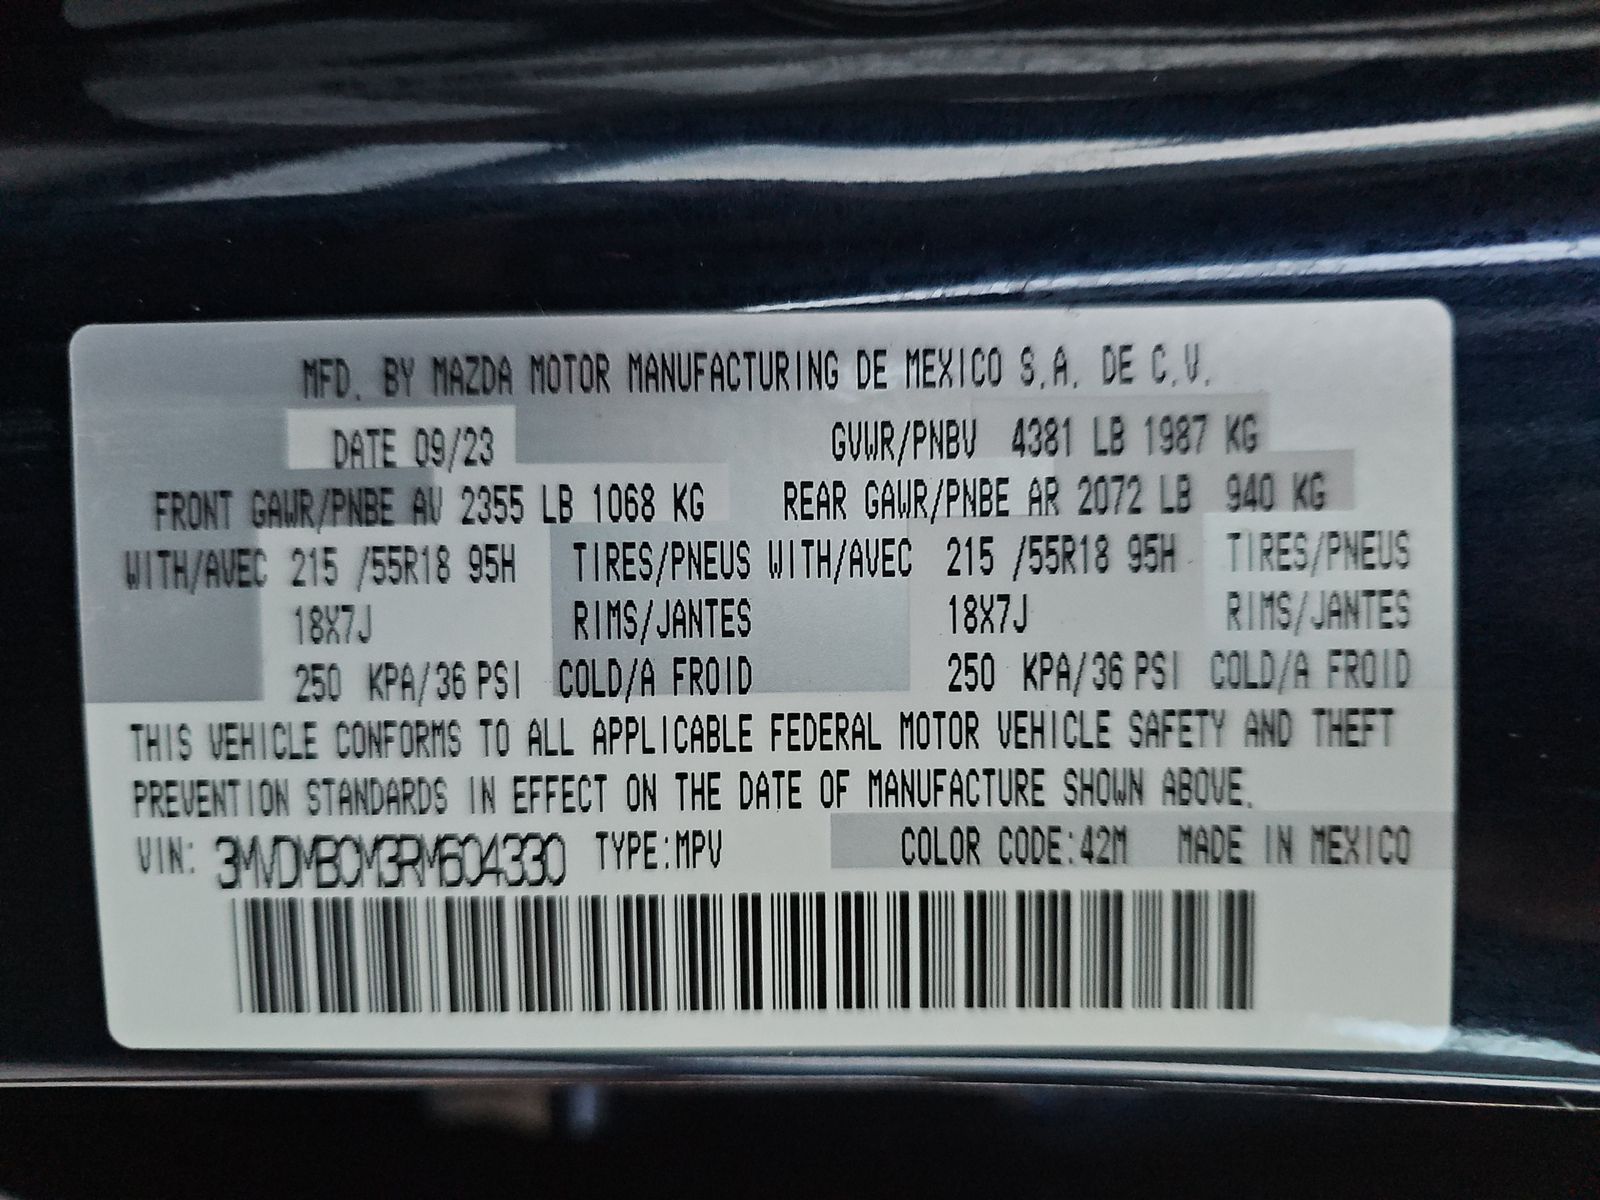 MFD. BY MAZDA MOTOR MANUFACTURING DE MEXICO S.A. DE C.V.
DATE 09/23 GVWR/PNBV 4381 LB 1987 KG
FRONT GAWR/PNBE AV 2355 LB 1068 KG REAR GAWR/PNBE AR 2072 LB 940 KG
WITH/AVEC 215 /55R18 95H TIRES/PNEUS WITH/AVEC 215 /55R18 95H TIRES/PNEUS
18X7J RIMS/JANTES 18X7J RIMS/JANTES
250 KPA/36 PSI COLD/A FROID 250 KPA/36 PSI COLD/A FROID
THIS VEHICLE CONFORMS TO ALL APPLICABLE FEDERAL MOTOR VEHICLE SAFETY AND THEFT
PREVENTION STANDARDS IN EFFECT ON THE DATE OF MANUFACTURE SHOWN ABOVE.
VIN: 3MVDMBCM3RM604330 TYPE:MPV COLOR CODE:42M MADE IN MEXICO